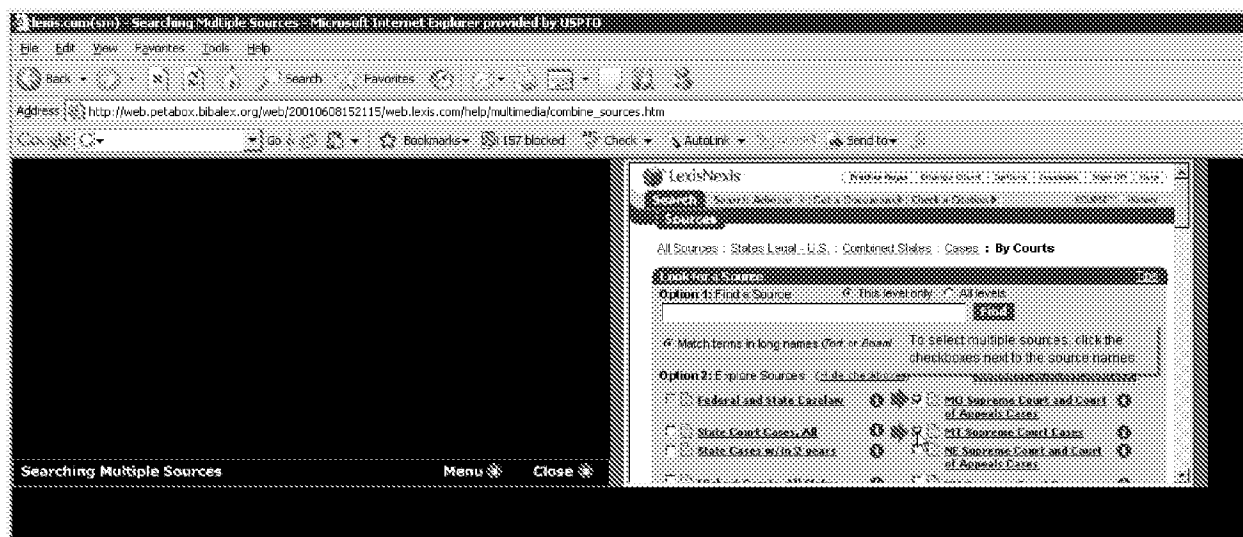 lexis.com(sm) - Searching Multiple Sources - Microsoft Internet Explorer provided by USPTO
File Edit View Favorites Tools Help
Back Search Favorites
Address http://web.petabox.bibalex.org/web/20010608152115/web.lexis.com/help/multimedia/combine_sources.htm
Google Go Bookmarks 157 blocked Check AutoLink Send to
LexisNexis
Search
Sources
All Sources : States Legal - U.S. : Combined States : Cases : By Courts
Look for a Source
Option 1: Find a Source This level only All levels
Find
Match terms in long names
To select multiple sources, click the
checkboxes next to the source names
Option 2: Explore Sources
Federal and State Caselaw
MO Supreme Court and Court
of Appeals Cases
State Court Cases, All
MT Supreme Court Cases
State Cases w/in 2 years
NE Supreme Court and Court
of Appeals Cases
Searching Multiple Sources Menu Close